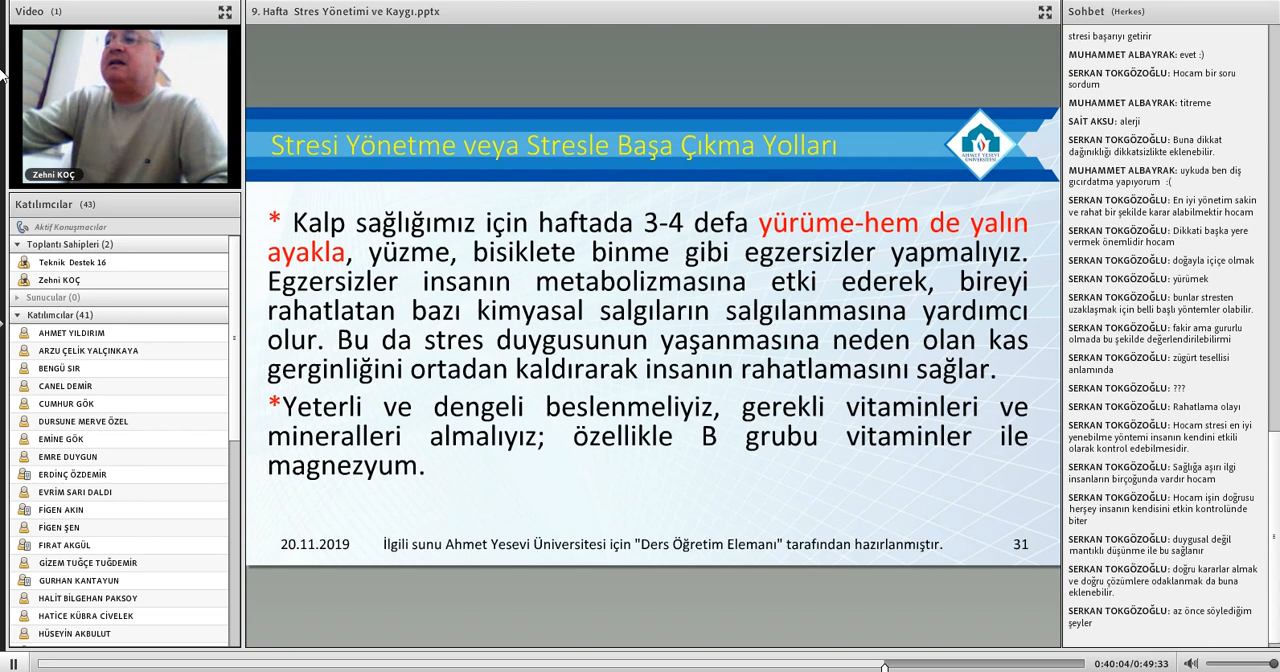 Video (1)
Zehni KOÇ
Katılımcılar (43)
Aktif Konuşmacılar
Toplantı Sahipleri (2)
Teknik Destek 16
Zehni KOÇ
Sunucular (0)
Katılımcılar (41)
AHMET YILDIRIM
ARZU ÇELİK YALÇINKAYA
BENGÜ SIR
CANEL DEMİR
CUMHUR GÖK
DURSUNE MERVE ÖZEL
EMİNE GÖK
EMRE DUYGUN
ERDİNÇ ÖZDEMİR
EVRİM SARI DALDI
FİGEN AKIN
FİGEN ŞEN
FIRAT AKGÜL
GİZEM TUĞÇE TUĞDEMİR
GURHAN KANTAYUN
HALİT BİLGEHAN PAKSOY
HATİCE KÜBRA CİVELEK
HÜSEYİN AKBULUT
9. Hafta Stres Yönetimi ve Kaygı.pptx
Stresi Yönetme veya Stresle Başa Çıkma Yolları
AHMET YESEVİ
ÜNİVERSİTESİ
* Kalp sağlığımız için haftada 3-4 defa yürüme-hem de yalın
ayakla, yüzme, bisiklete binme gibi egzersizler yapmalıyız.
Egzersizler insanın metabolizmasına etki ederek, bireyi
rahatlatan bazı kimyasal salgıların salgılanmasına yardımcı
olur. Bu da stres duygusunun yaşanmasına neden olan kas
gerginliğini ortadan kaldırarak insanın rahatlamasını sağlar.
*Yeterli ve dengeli beslenmeliyiz, gerekli vitaminleri ve
mineralleri almalıyız; özellikle B grubu vitaminler ile
magnezyum.
20.11.2019 İlgili sunu Ahmet Yesevi Üniversitesi için "Ders Öğretim Elemanı" tarafından hazırlanmıştır. 31
Sohbet (Herkes)
stresi başarıyı getirir
MUHAMMET ALBAYRAK: evet :)
SERKAN TOKGÖZOĞLU: Hocam bir soru
sordum
MUHAMMET ALBAYRAK: titreme
SAİT AKSU: alerji
SERKAN TOKGÖZOĞLU: Buna dikkat
dağınıklığı dikkatsizlikte eklenebilir.
MUHAMMET ALBAYRAK: uykuda ben diş
gıcırdatma yapıyorum :(
SERKAN TOKGÖZOĞLU: En iyi yönetim sakin
ve rahat bir şekilde karar alabilmektir hocam
SERKAN TOKGÖZOĞLU: Dikkati başka yere
vermek önemlidir hocam
SERKAN TOKGÖZOĞLU: doğayla içiçe olmak
SERKAN TOKGÖZOĞLU: yürümek
SERKAN TOKGÖZOĞLU: bunlar stresten
uzaklaşmak için belli başlı yöntemler olabilir.
SERKAN TOKGÖZOĞLU: fakir ama gururlu
olmada bu şekilde değerlendirilebilirmi
SERKAN TOKGÖZOĞLU: zügürt tesellisi
anlamında
SERKAN TOKGÖZOĞLU: ???
SERKAN TOKGÖZOĞLU: Rahatlama olayı
SERKAN TOKGÖZOĞLU: Hocam stresi en iyi
yenebilme yöntemi insanın kendini etkili
olarak kontrol edebilmesidir.
SERKAN TOKGÖZOĞLU: Sağlığa aşırı ilgi
insanların birçoğunda vardır hocam
SERKAN TOKGÖZOĞLU: Hocam işin doğrusu
herşey insanın kendisini etkin kontrolünde
biter
SERKAN TOKGÖZOĞLU: duygusal değil
mantıklı düşünme ile bu sağlanır
SERKAN TOKGÖZOĞLU: doğru kararlar almak
ve doğru çözümlere odaklanmak da buna
eklenebilir.
SERKAN TOKGÖZOĞLU: az önce söylediğim
şeyler
0:40:04/0:49:33